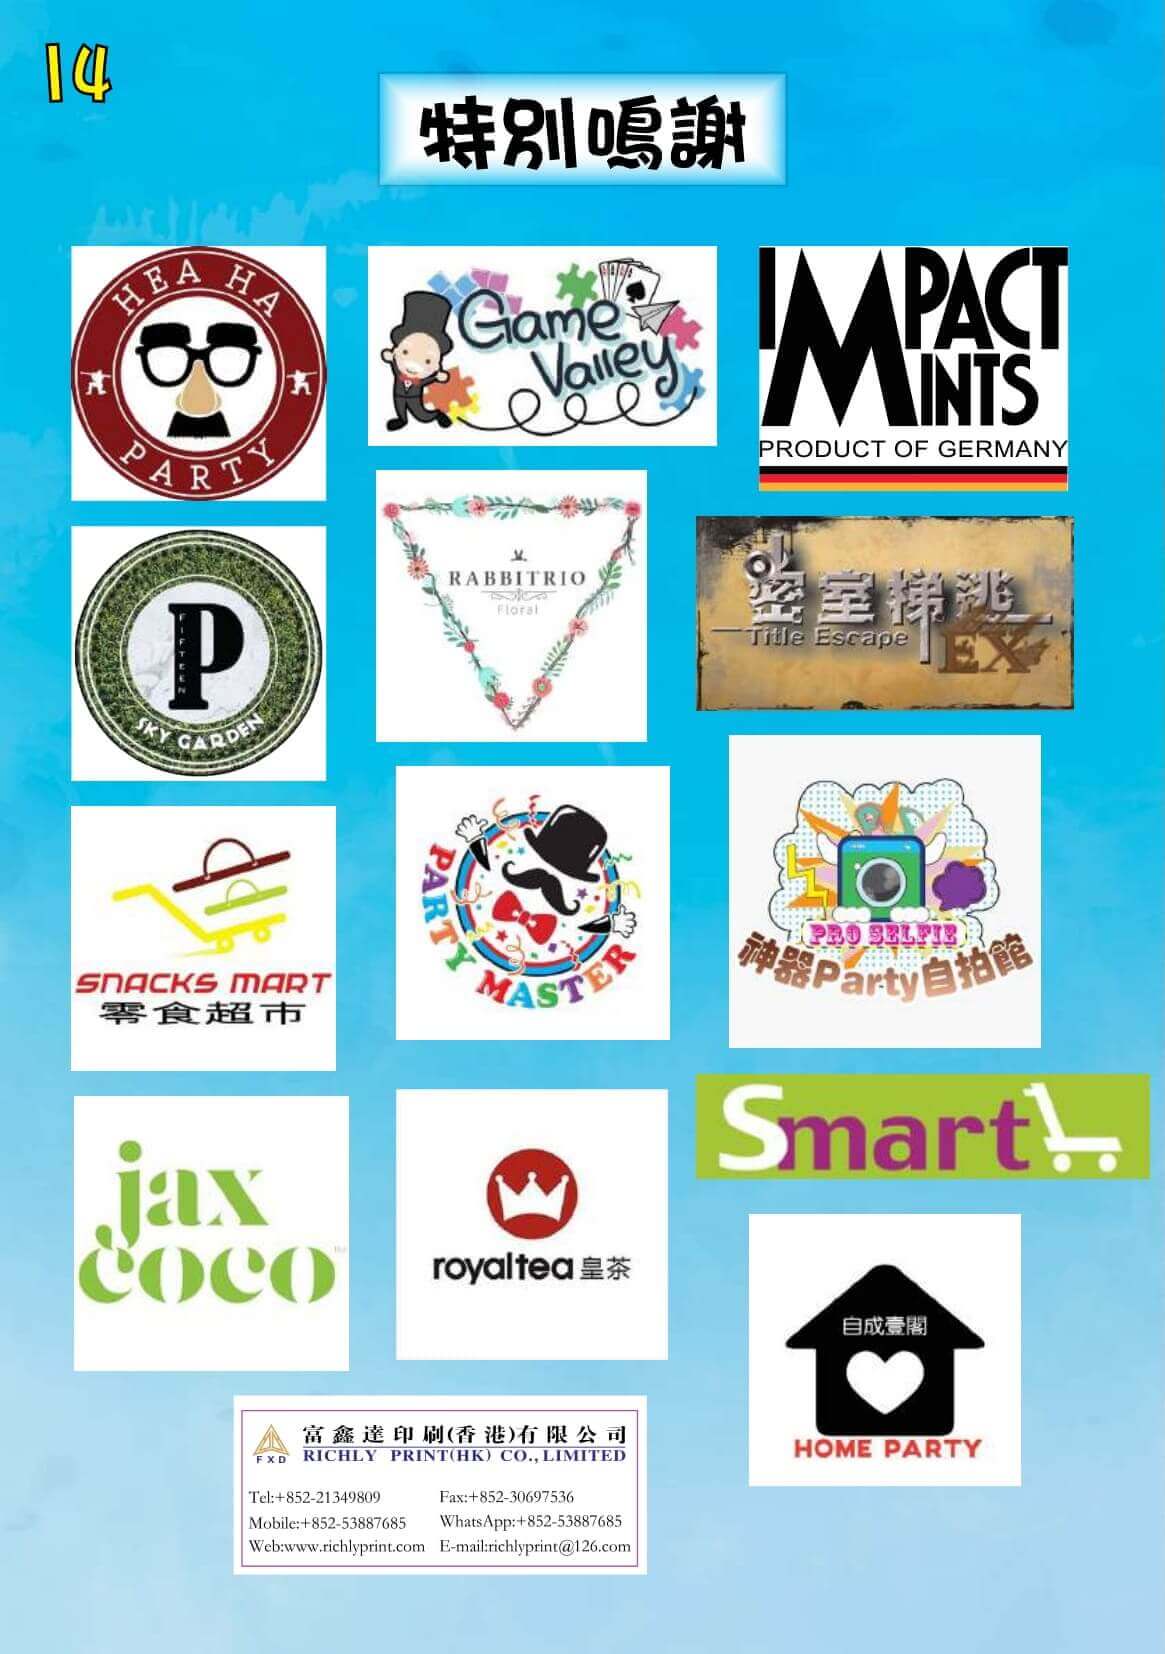 14
特別鳴謝
HEA HA
PARTY
Game
Valley
IMPACT
MINTS
PRODUCT OF GERMANY
P
FIFTEEN
SKY GARDEN
RABBITRIO
Floral
密室梯逃
Title Escape
EX
SNACKS MART
零食超市
PARTY MASTER
PRO SELFIE
神器Party自拍館
jax
coco
royaltea 皇茶
Smart
自成壹閣
HOME PARTY
富鑫達印刷(香港)有限公司
FXD
RICHLY PRINT(HK) CO., LIMITED
Tel:+852-21349809
Fax:+852-30697536
Mobile:+852-53887685
WhatsApp:+852-53887685
Web:www.richlyprint.com
E-mail:richlyprint@126.com